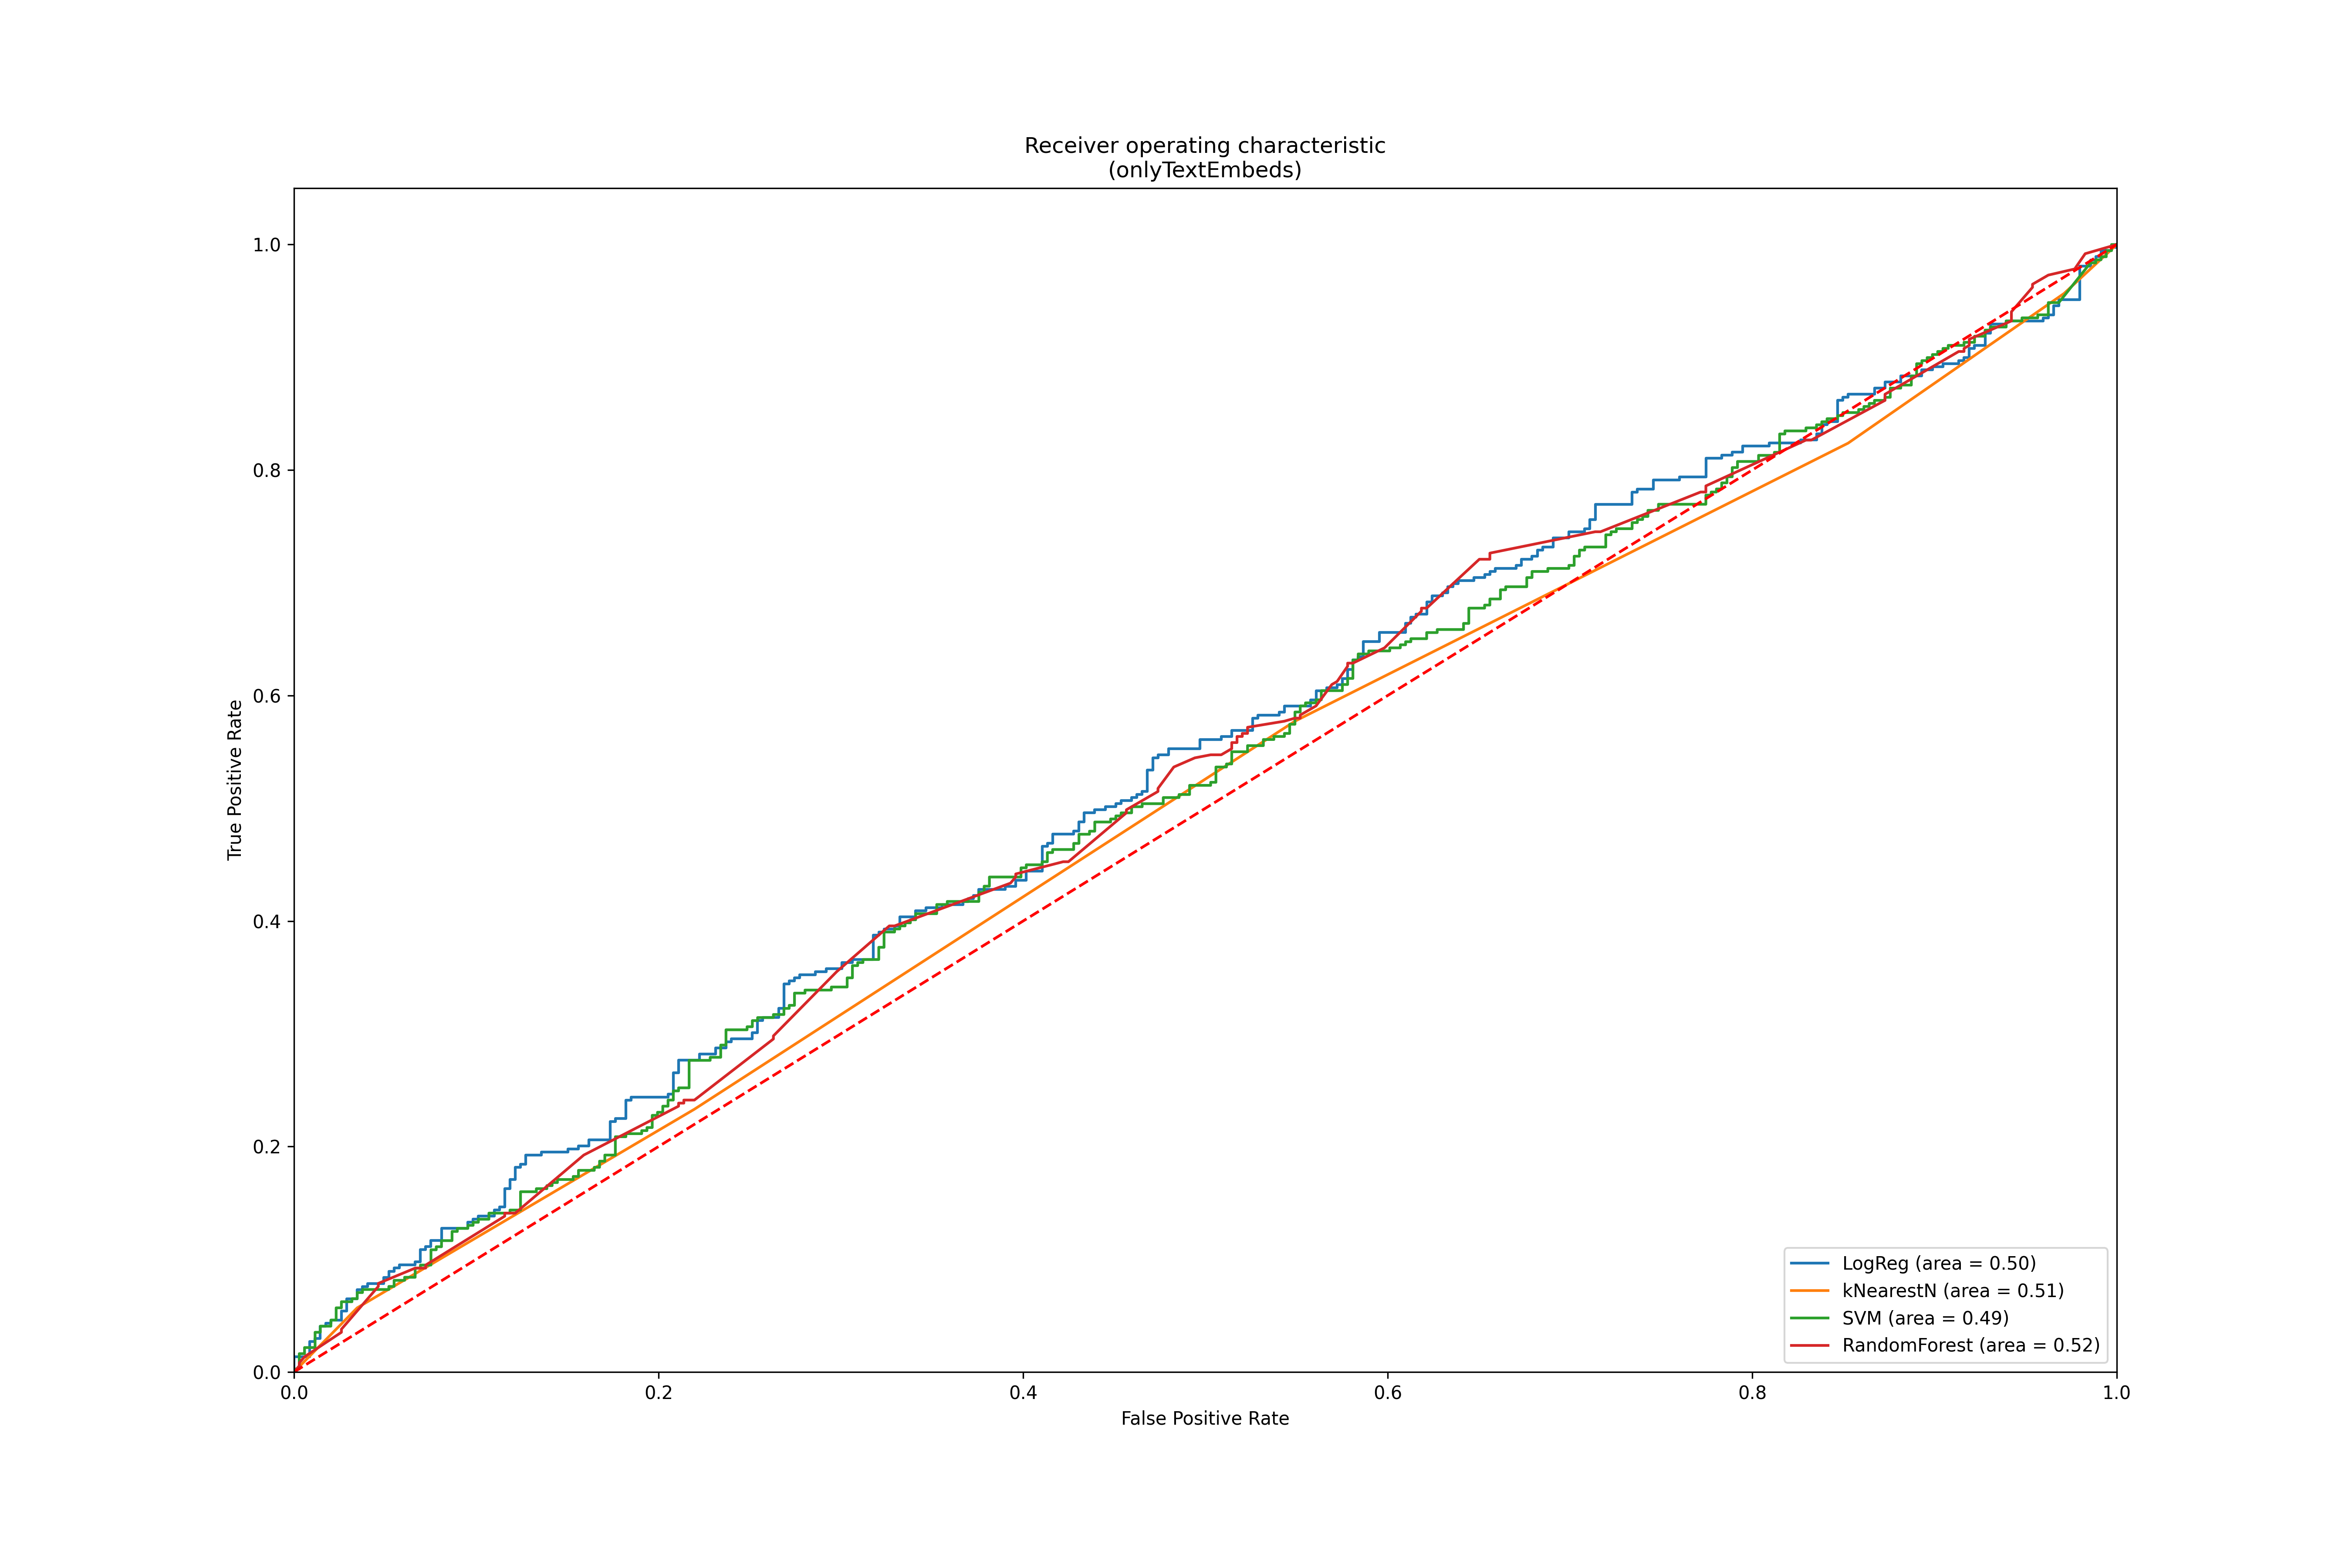 Receiver operating characteristic
(onlyTextEmbeds)
True Positive Rate
1.0
0.8
0.6
0.4
0.2
0.0
0.0 0.2 0.4 0.6 0.8 1.0
False Positive Rate
LogReg (area = 0.50)
kNearestN (area = 0.51)
SVM (area = 0.49)
RandomForest (area = 0.52)